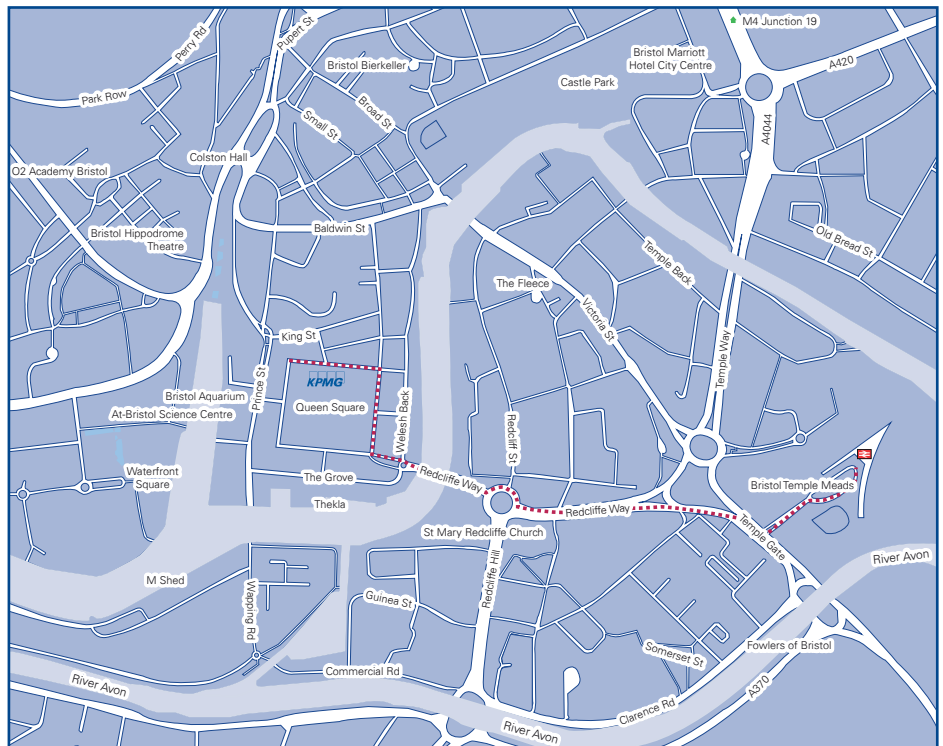 M4 Junction 19
Perry Rd
Pupert St
Bristol Bierkeller
Bristol Marriott
Hotel City Centre
A420
Castle Park
Park Row
Small St
Broad St
A4044
Colston Hall
O2 Academy Bristol
Baldwin St
Bristol Hippodrome
Theatre
Old Bread St
Temple Back
The Fleece
Victoria St
King St
Temple Way
KPMG
Prince St
Bristol Aquarium
Queen Square
Welesh Back
At-Bristol Science Centre
Redcliff St
Waterfront
Square
The Grove
Redcliffe Way
Bristol Temple Meads
Thekla
Redcliffe Way
St Mary Redcliffe Church
Temple Gate
River Avon
M Shed
Redcliffe Hill
Wapping Rd
Guinea St
Somerset St
Fowlers of Bristol
Commercial Rd
River Avon
A370
Clarence Rd
River Avon